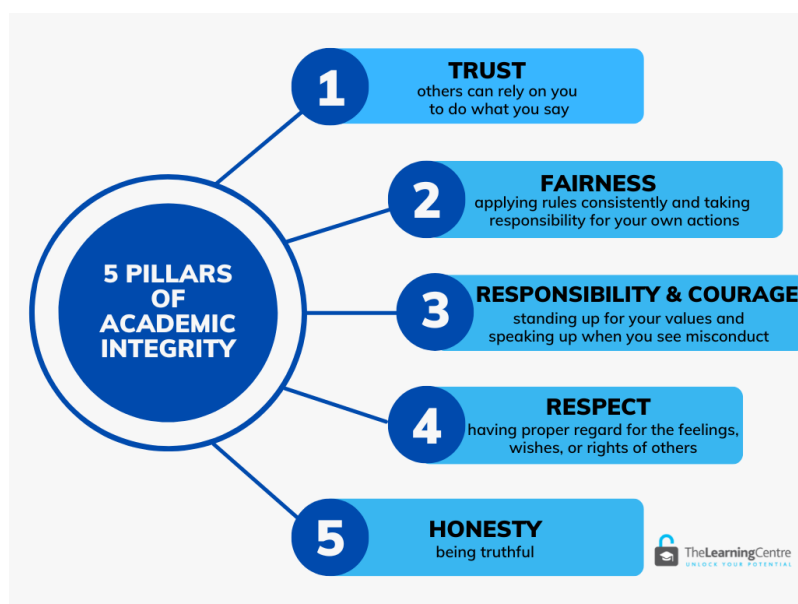 1
TRUST
others can rely on you
to do what you say
2
FAIRNESS
applying rules consistently and taking
responsibility for your own actions
5 PILLARS
OF
ACADEMIC
INTEGRITY
3
RESPONSIBILITY & COURAGE
standing up for your values and
speaking up when you see misconduct
4
RESPECT
having proper regard for the feelings,
wishes, or rights of others
5
HONESTY
being truthful
TheLearningCentre
UNLOCK YOUR POTENTIAL